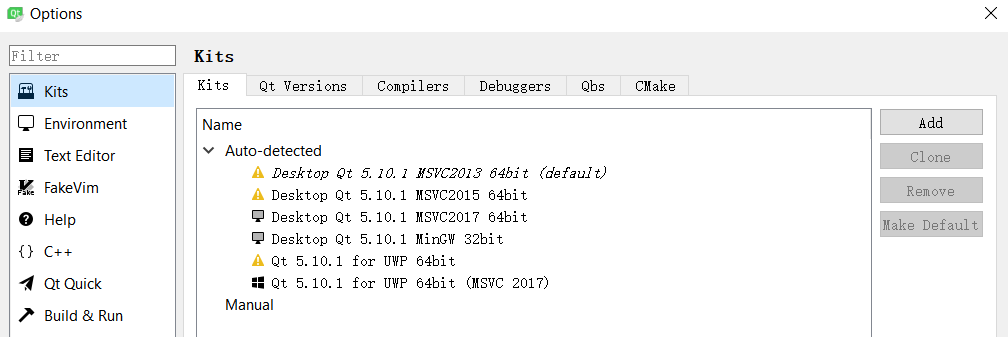 Options
Filter
Kits
Environment
Text Editor
FakeVim
Help
C++
Qt Quick
Build & Run
Kits
Kits Qt Versions Compilers Debuggers Qbs CMake
Name
Auto-detected
Desktop Qt 5.10.1 MSVC2013 64bit (default)
Desktop Qt 5.10.1 MSVC2015 64bit
Desktop Qt 5.10.1 MSVC2017 64bit
Desktop Qt 5.10.1 MinGW 32bit
Qt 5.10.1 for UWP 64bit
Qt 5.10.1 for UWP 64bit (MSVC 2017)
Manual
Add
Clone
Remove
Make Default